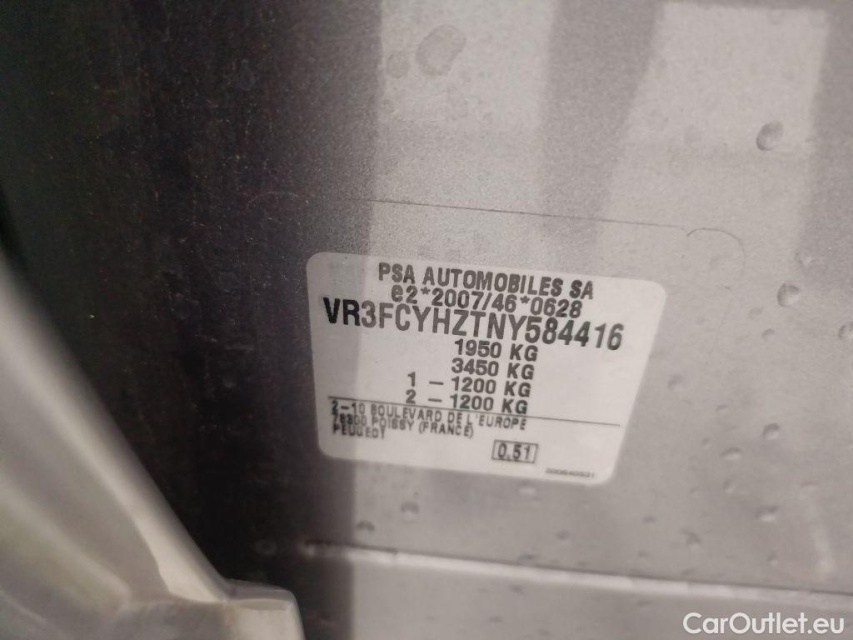 PSA AUTOMOBILES SA
e2*2007/46*0628
VR3FCYHZTNY584416
1950 KG
3450 KG
1 - 1200 KG
2 - 1200 KG
2-10 BOULEVARD DE L'EUROPE
78300 POISSY (FRANCE)
PEUGEOT
0.51
CarOutlet.eu